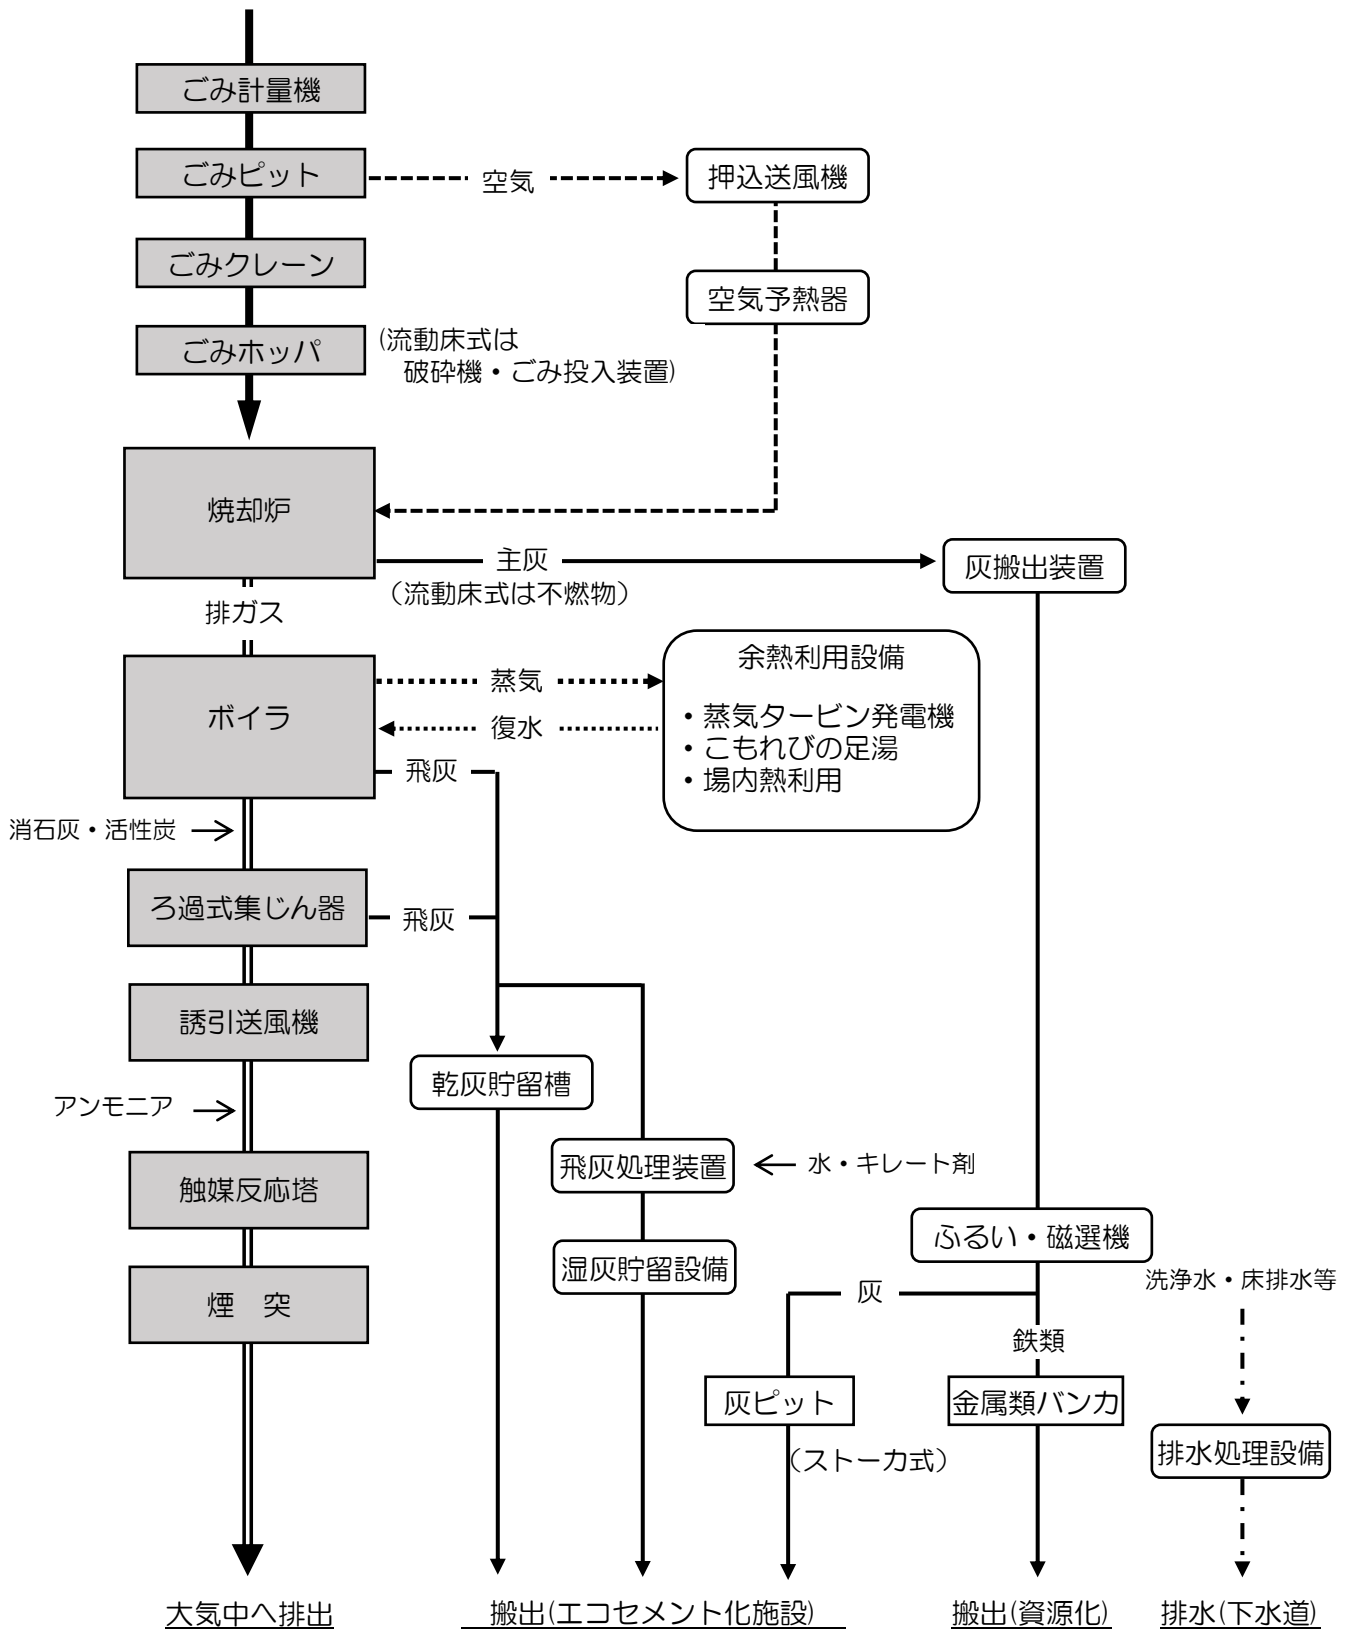 ごみ計量機
ごみピット
空気
押込送風機
ごみクレーン
空気予熱器
ごみホッパ
(流動床式は
破砕機・ごみ投入装置)
焼却炉
主灰
（流動床式は不燃物）
灰搬出装置
排ガス
ボイラ
蒸気
復水
飛灰
余熱利用設備
・蒸気タービン発電機
・こもれびの足湯
・場内熱利用
消石灰・活性炭
ろ過式集じん器
飛灰
誘引送風機
乾灰貯留槽
アンモニア
飛灰処理装置
水・キレート剤
触媒反応塔
ふるい・磁選機
湿灰貯留設備
煙　突
灰
洗浄水・床排水等
鉄類
灰ピット
金属類バンカ
（ストーカ式）
排水処理設備
大気中へ排出
搬出(エコセメント化施設)
搬出(資源化)
排水(下水道)